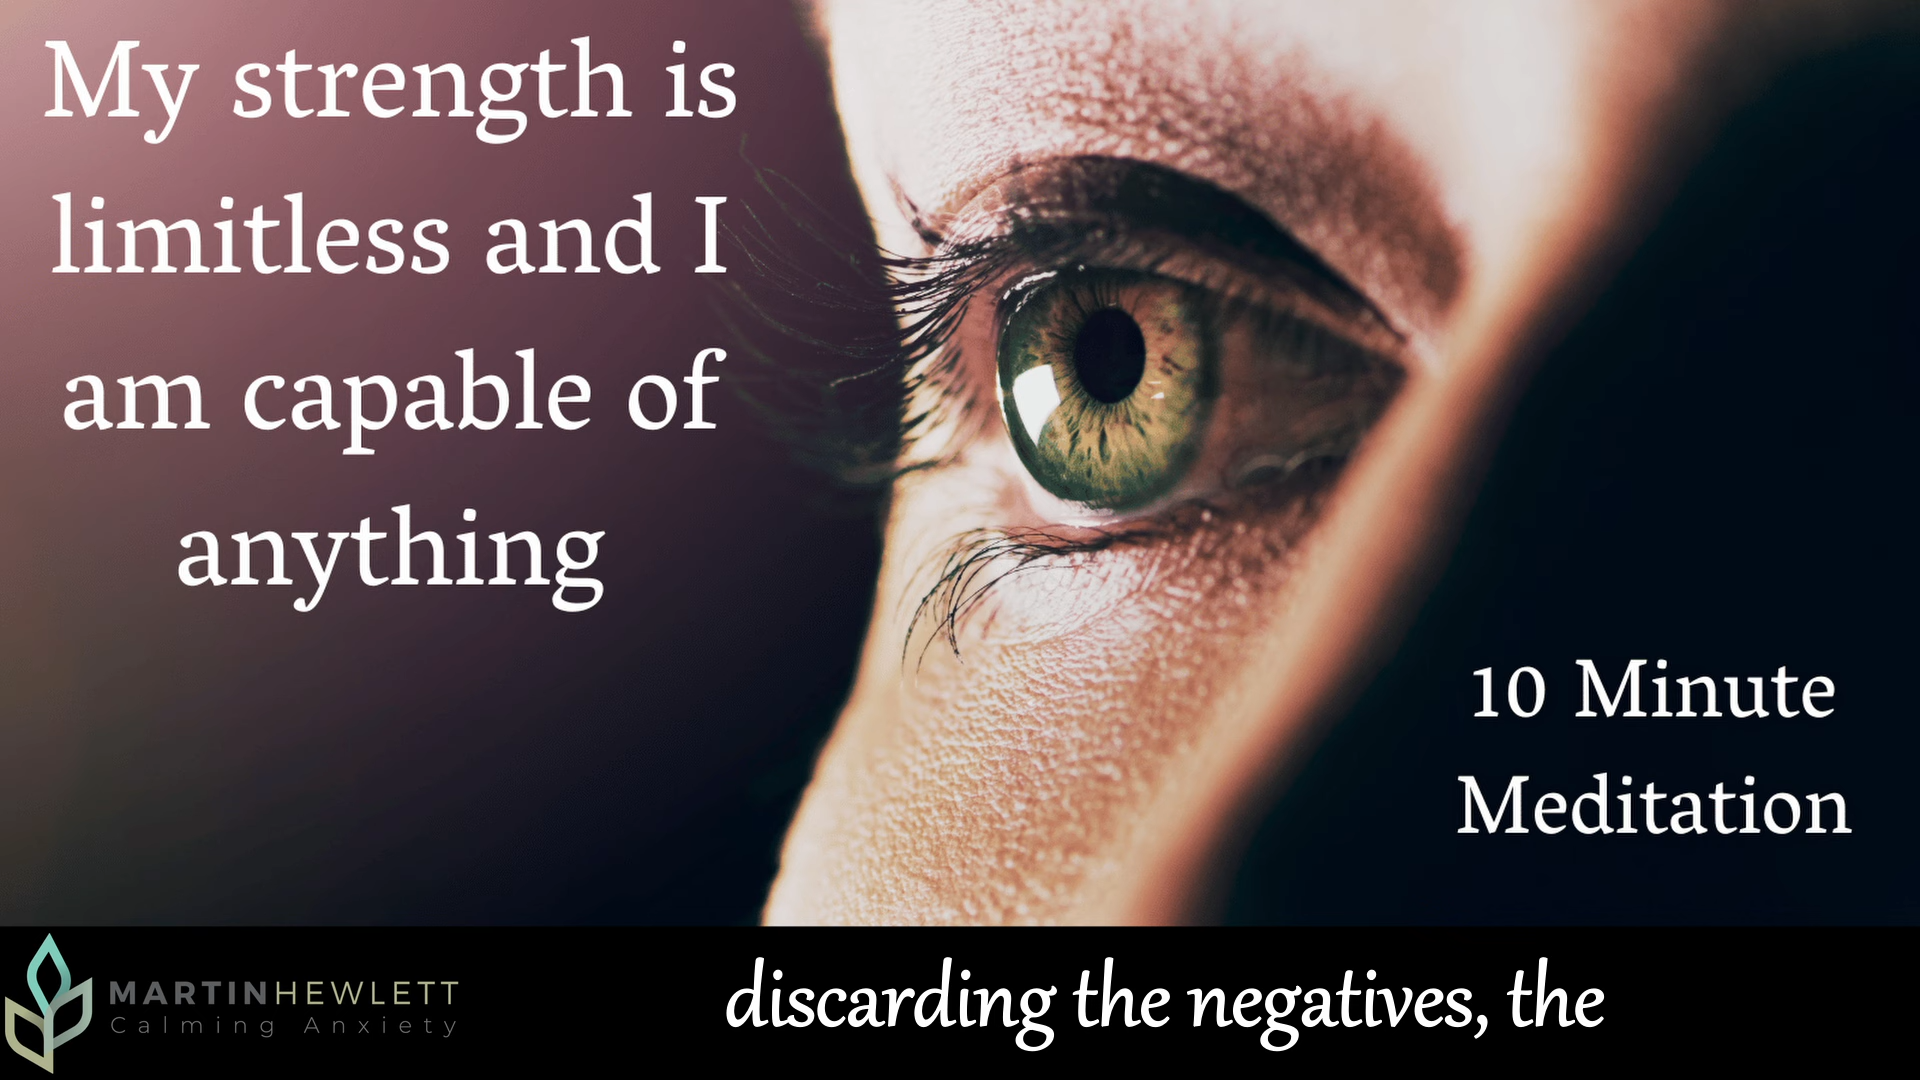 My strength is
limitless and I
am capable of
anything
10 Minute
Meditation
MARTINHEWLETT
Calming Anxiety
discarding the negatives, the